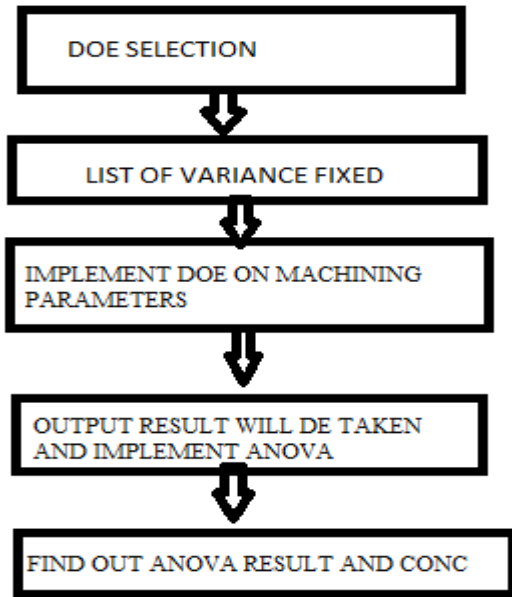 DOE SELECTION
LIST OF VARIANCE FIXED
IMPLEMENT DOE ON MACHINING
PARAMETERS
OUTPUT RESULT WILL DE TAKEN
AND IMPLEMENT ANOVA
FIND OUT ANOVA RESULT AND CONC